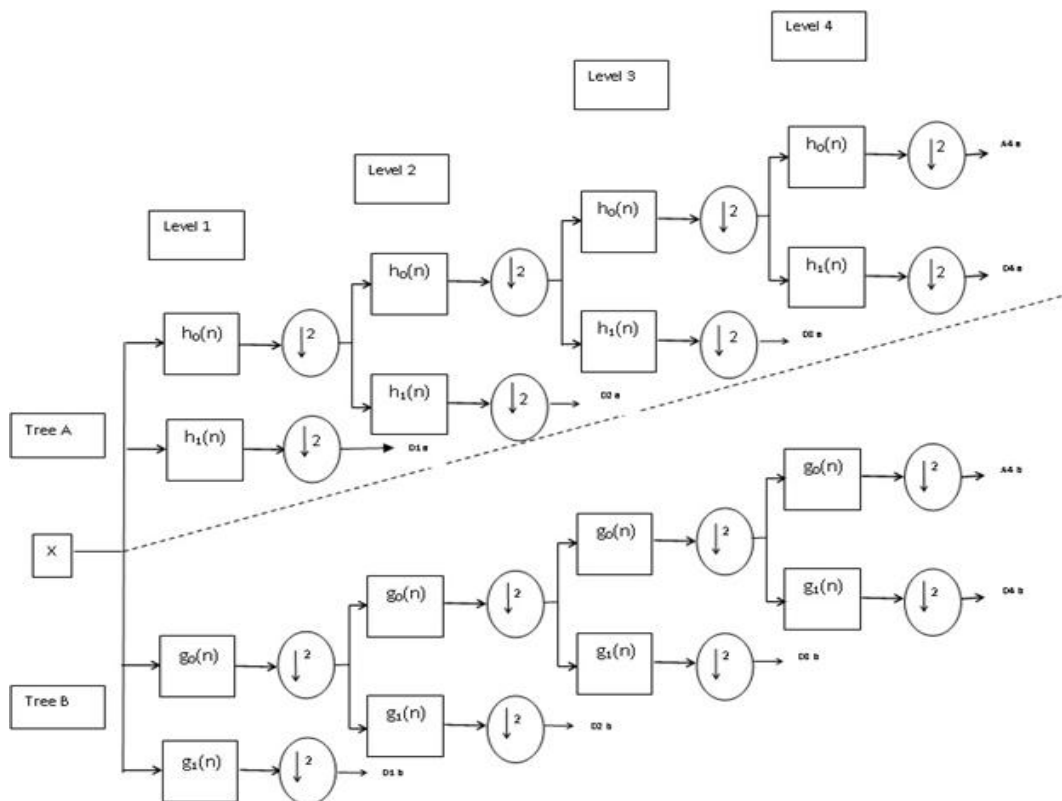 Level 4
Level 3
Level 2
Level 1
h₀(n)
↓2
A4 a
h₀(n)
↓2
h₁(n)
↓2
D4 a
h₀(n)
↓2
h₁(n)
↓2
h₀(n)
↓2
h₁(n)
↓2
D2 a
Tree A
h₁(n)
↓2
D1 a
g₀(n)
↓2
A4 b
X
g₀(n)
↓2
g₁(n)
↓2
D4 b
g₀(n)
↓2
g₁(n)
↓2
g₀(n)
↓2
Tree B
g₁(n)
↓2
D2 b
g₁(n)
↓2
D1 b